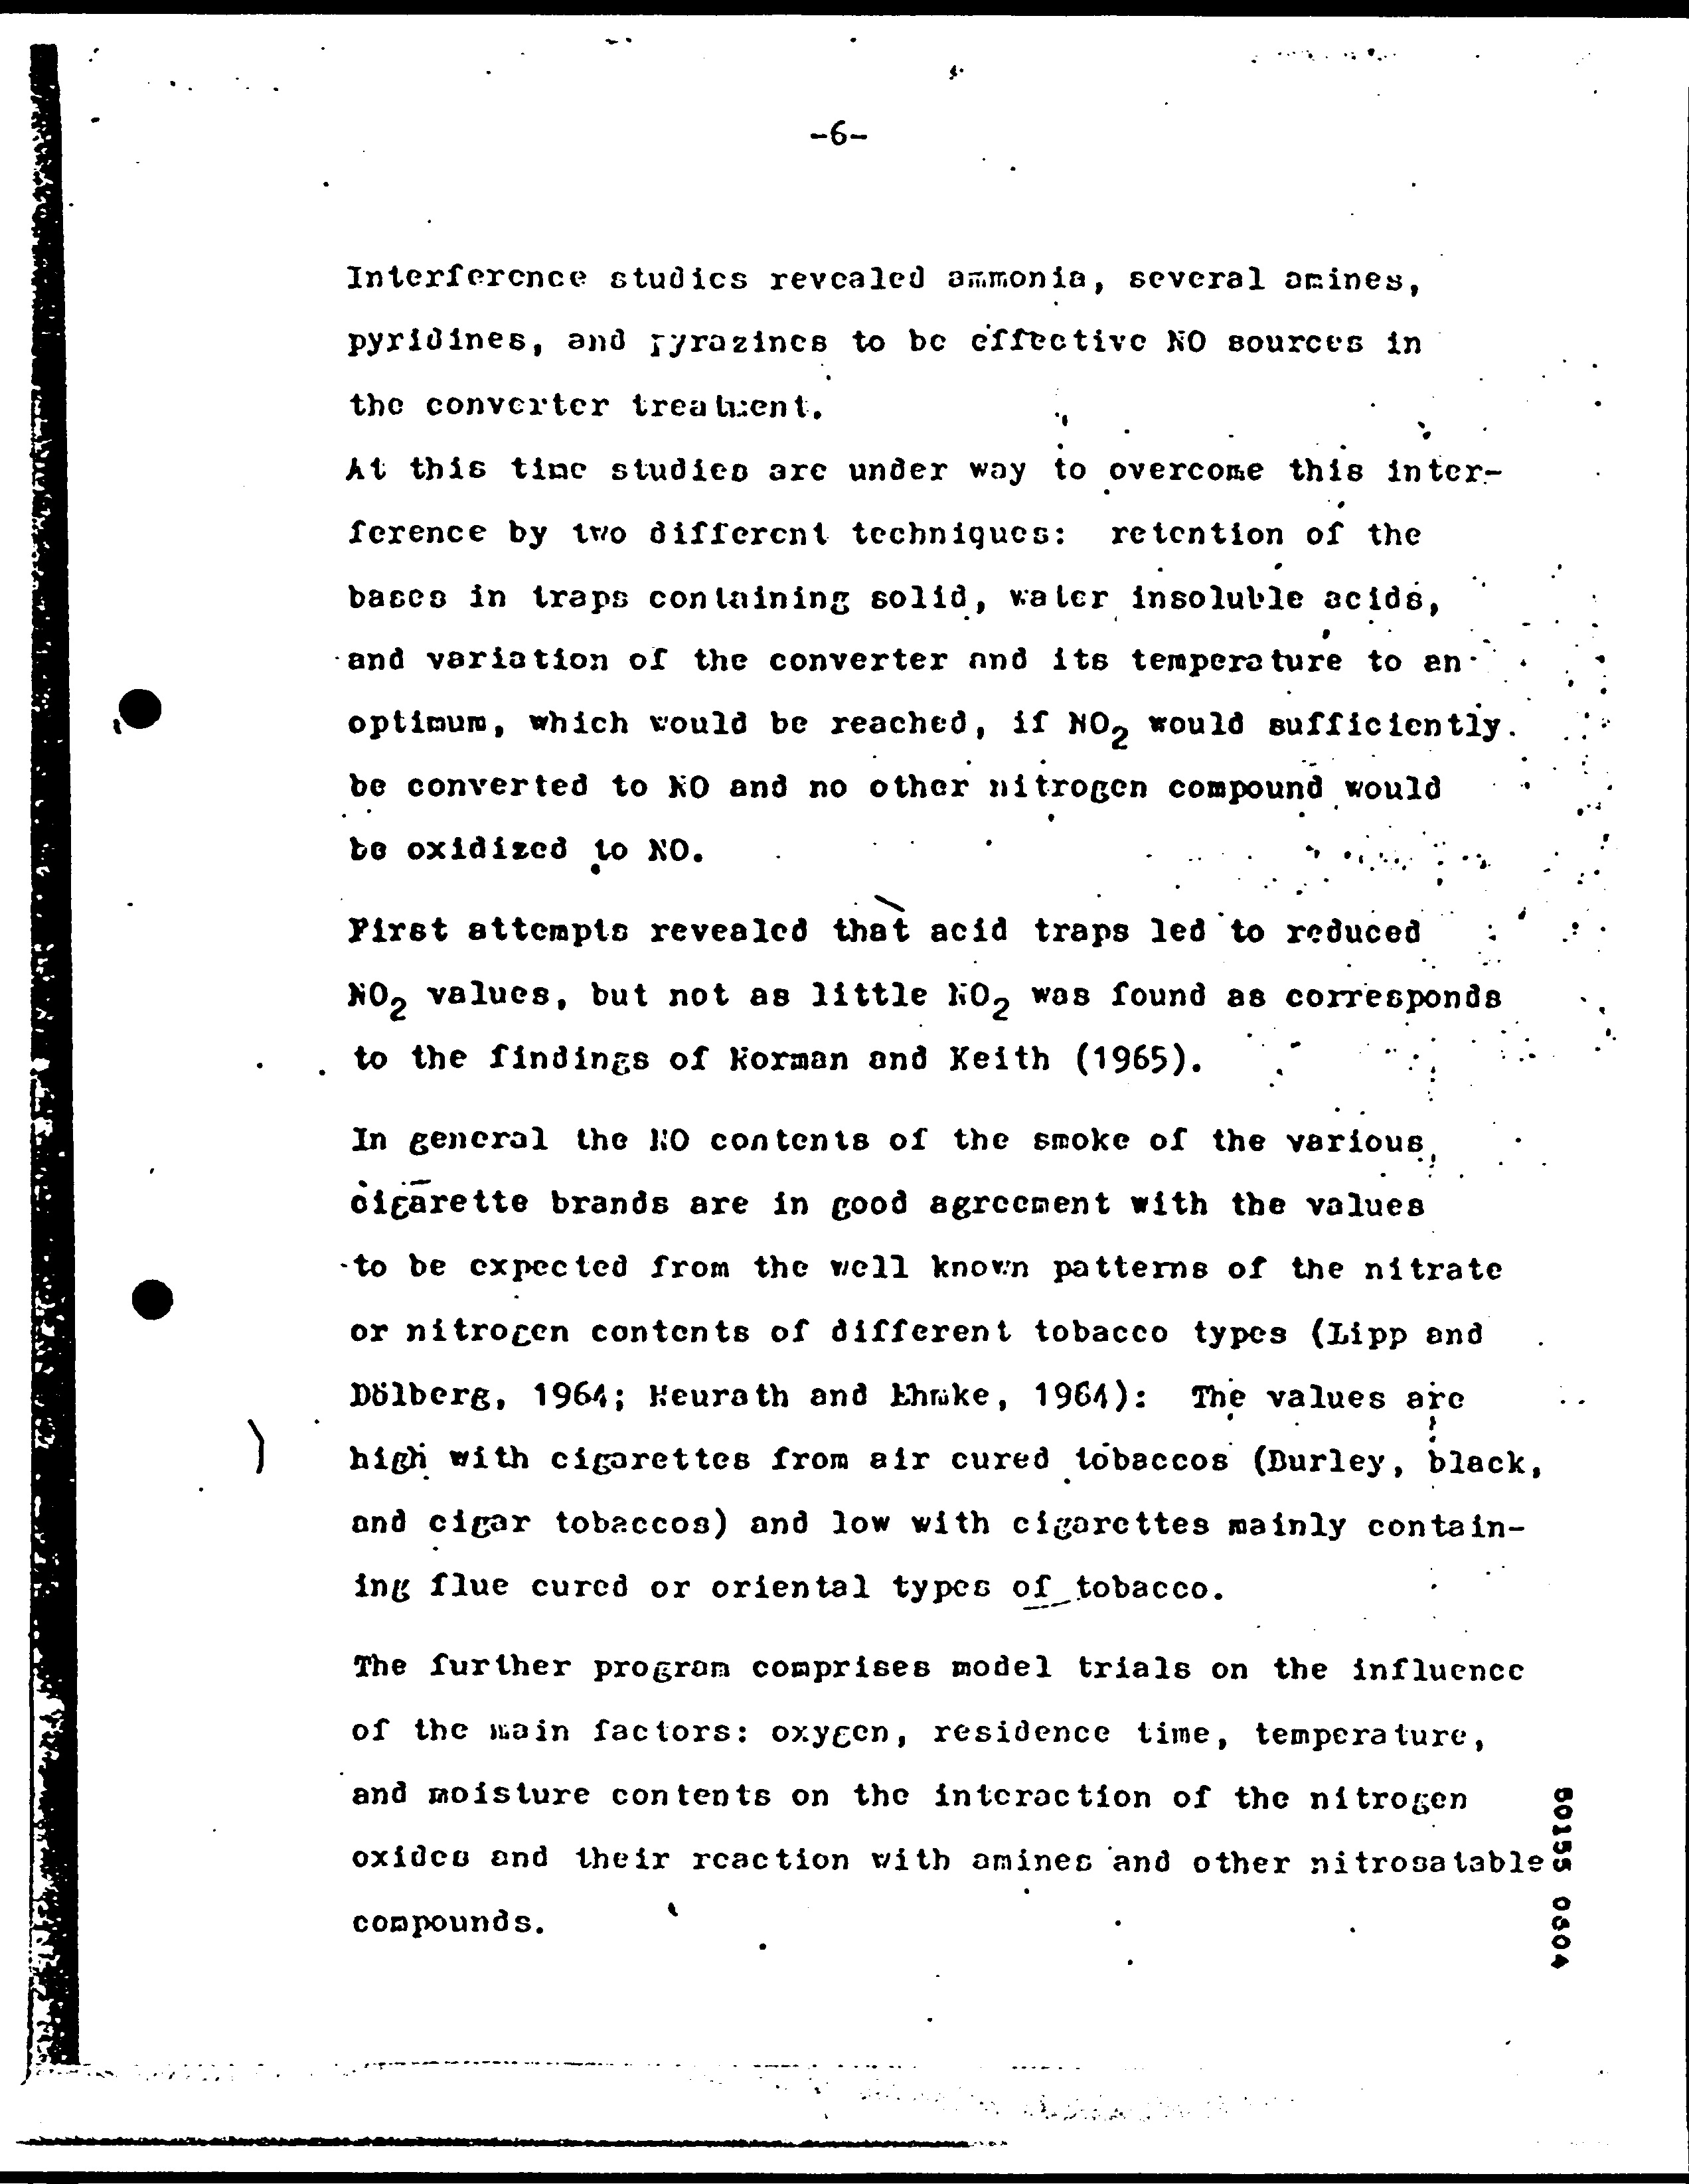 -6-
Interference studies revealed ammonia, several amines,
pyridines, and pyrazines to be effective NO sources in
the converter treatment.
At this time studies are under way to overcome this inter-
ference by two different techniques: retention of the
bases in traps containing solid, water insoluble acids,
and variation of the converter and its temperature to an
optimum, which would be reached, if NO₂ would sufficiently
be converted to NO and no other nitrogen compound would
be oxidized to NO.
First attempts revealed that acid traps led to reduced
NO₂ values, but not as little NO₂ was found as corresponds
to the findings of Norman and Keith (1965).
In general the NO contents of the smoke of the various
cigarette brands are in good agreement with the values
to be expected from the well known patterns of the nitrate
or nitrogen contents of different tobacco types (Lipp and
Dölberg, 1964; Neurath and Ehmke, 1964): The values are
high with cigarettes from air cured tobaccos (Burley, black,
and cigar tobaccos) and low with cigarettes mainly contain-
ing flue cured or oriental types of tobacco.
The further program comprises model trials on the influence
of the main factors: oxygen, residence time, temperature,
and moisture contents on the interaction of the nitrogen
oxides and their reaction with amines and other nitrosatable
compounds.